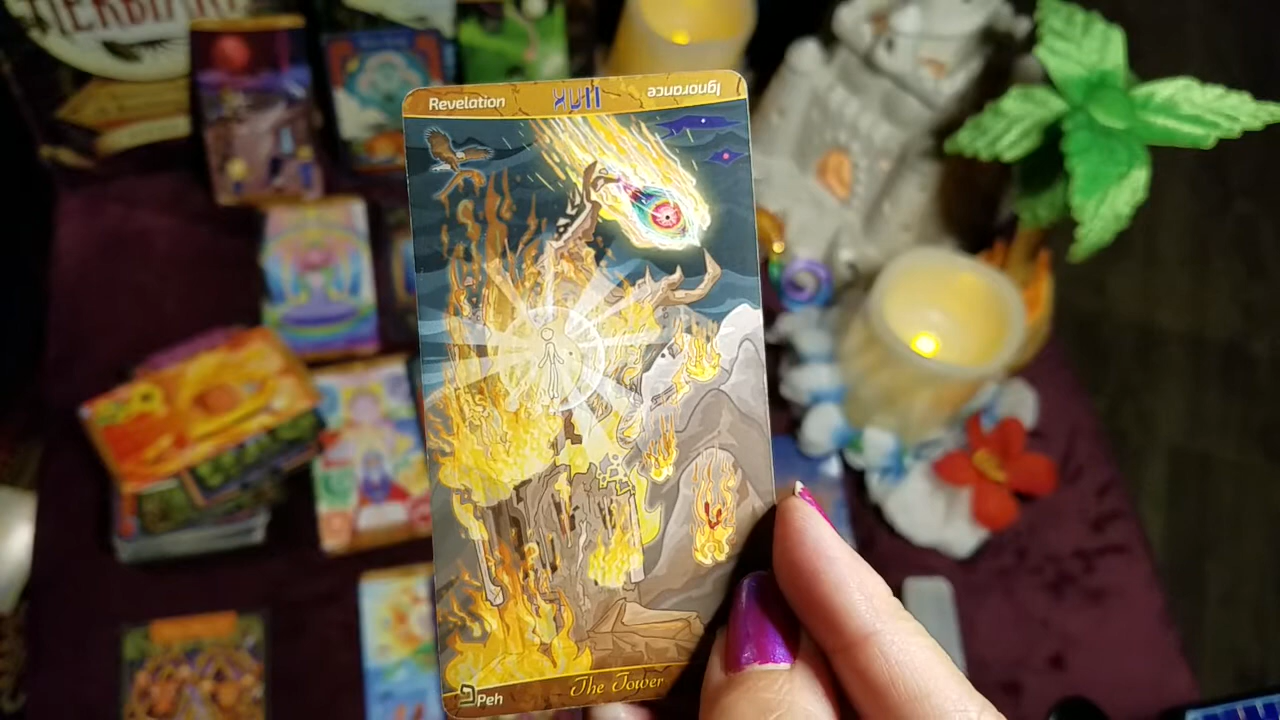 Revelation
Ignorance
פ Peh
The Tower